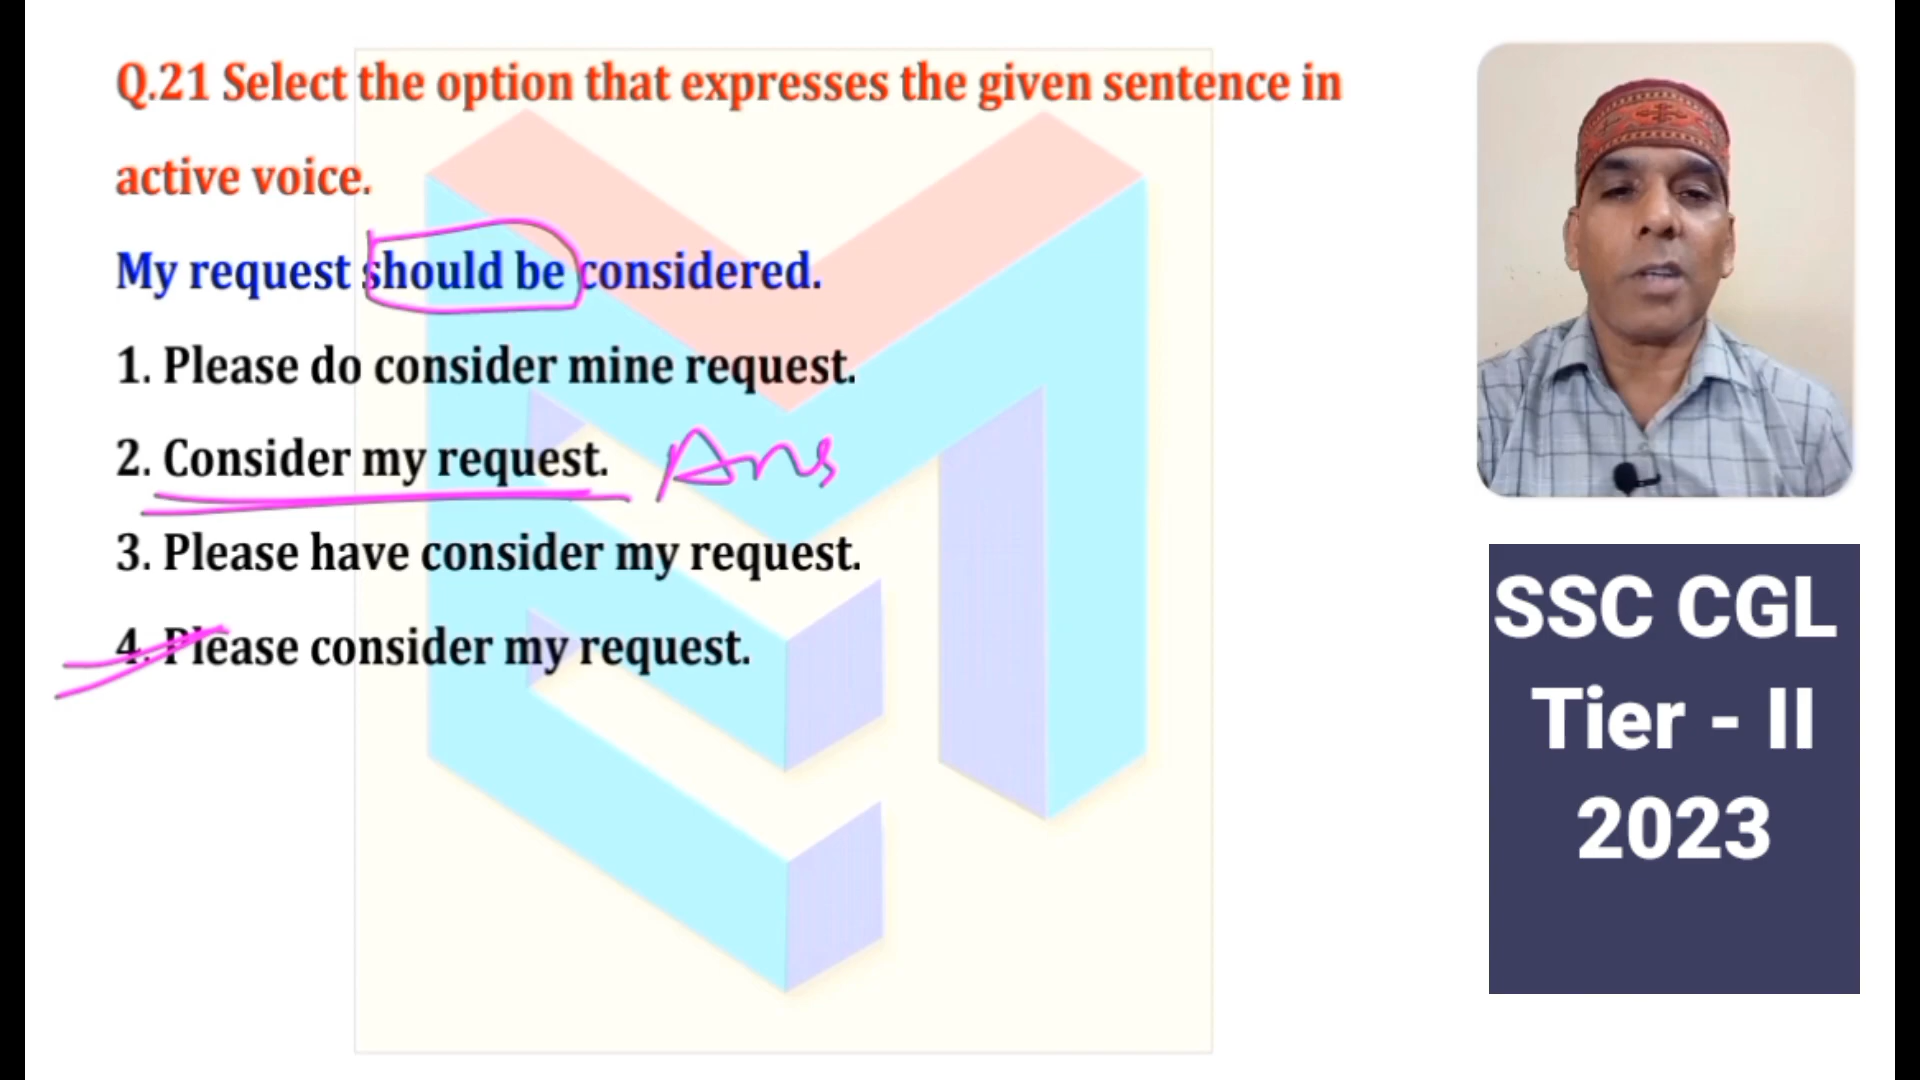 Q.21 Select the option that expresses the given sentence in
active voice.
My request should be considered.
1. Please do consider mine request.
2. Consider my request. Ans
3. Please have consider my request.
4. Please consider my request.
SSC CGL
Tier - II
2023